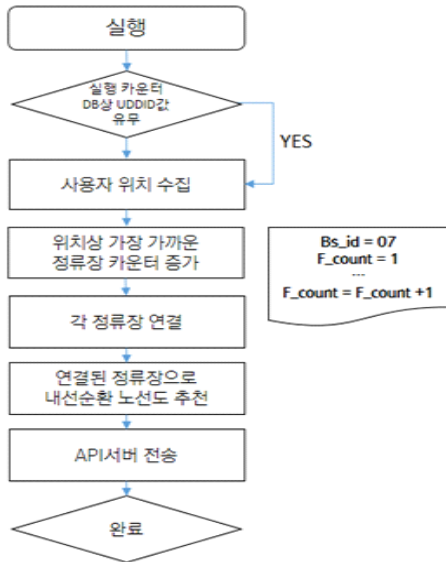 실행
실행 카운터
DB상 UDDID값
유무
YES
사용자 위치 수집
위치상 가장 가까운
정류장 카운터 증가
Bs_id = 07
F_count = 1
...
F_count = F_count +1
각 정류장 연결
연결된 정류장으로
내선순환 노선도 추천
API서버 전송
완료